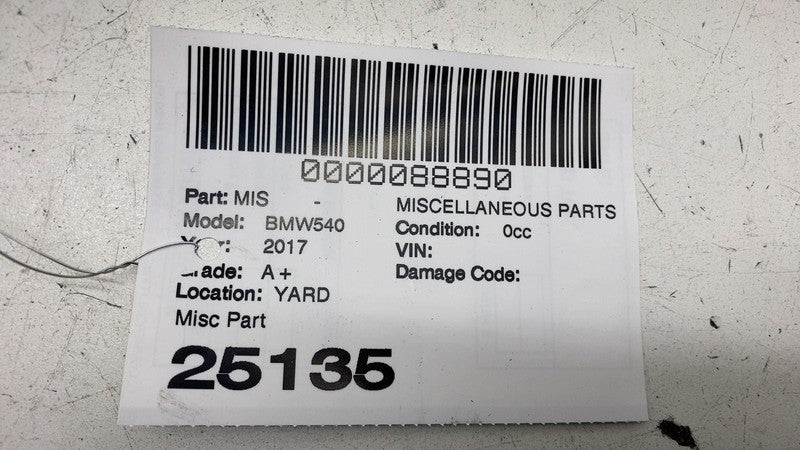 0000088890
Part: MIS - MISCELLANEOUS PARTS
Model: BMW540 Condition: 0cc
2017 VIN:
A+ Damage Code:
Location: YARD
Misc Part
25135